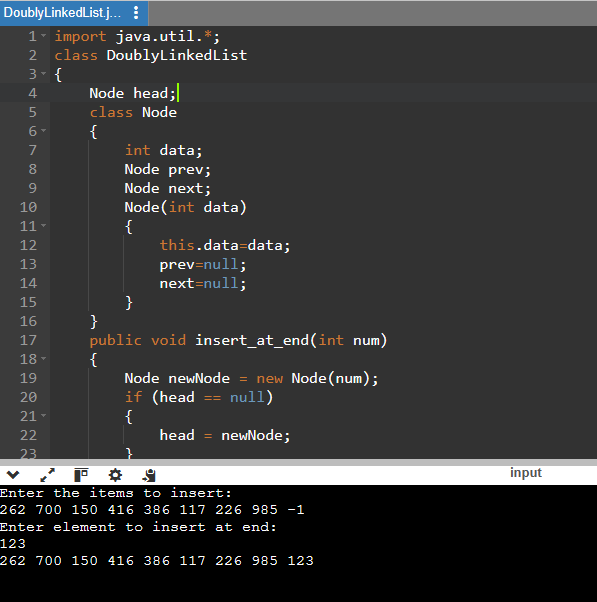 DoublyLinkedList.j...
1 import java.util.*;
2 class DoublyLinkedList
3 {
4 Node head;
5 class Node
6 {
7 int data;
8 Node prev;
9 Node next;
10 Node(int data)
11 {
12 this.data=data;
13 prev=null;
14 next=null;
15 }
16 }
17 public void insert_at_end(int num)
18 {
19 Node newNode = new Node(num);
20 if (head == null)
21 {
22 head = newNode;
23 }
input
Enter the items to insert:
262 700 150 416 386 117 226 985 -1
Enter element to insert at end:
123
262 700 150 416 386 117 226 985 123